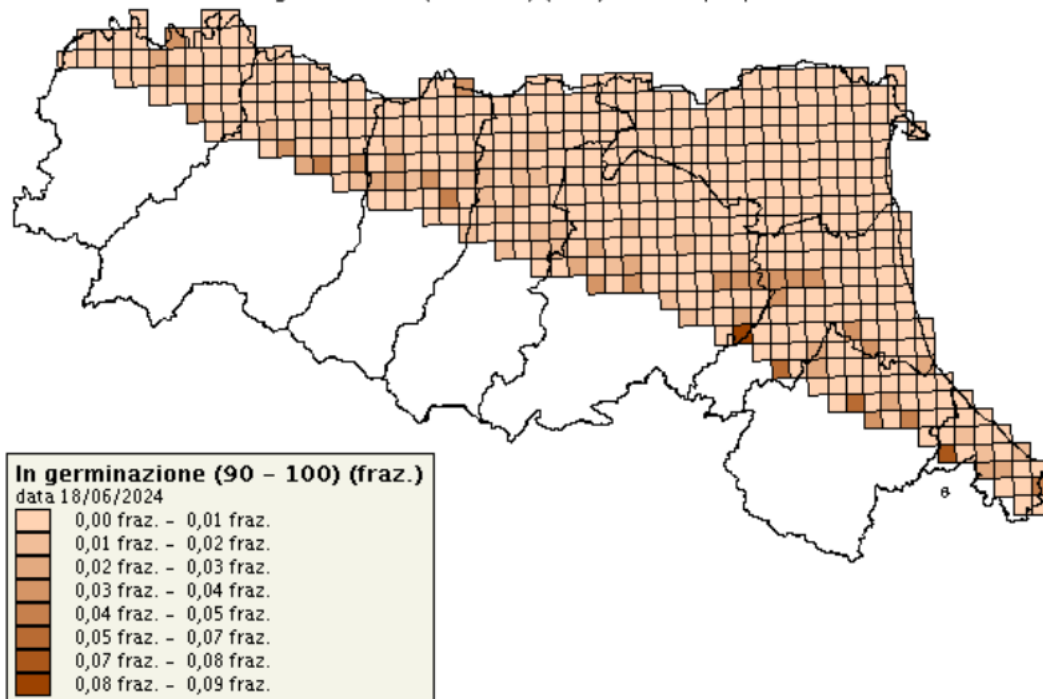 In germinazione (90 – 100) (fraz.)
data 18/06/2024
0,00 fraz. – 0,01 fraz.
0,01 fraz. – 0,02 fraz.
0,02 fraz. – 0,03 fraz.
0,03 fraz. – 0,04 fraz.
0,04 fraz. – 0,05 fraz.
0,05 fraz. – 0,07 fraz.
0,07 fraz. – 0,08 fraz.
0,08 fraz. – 0,09 fraz.